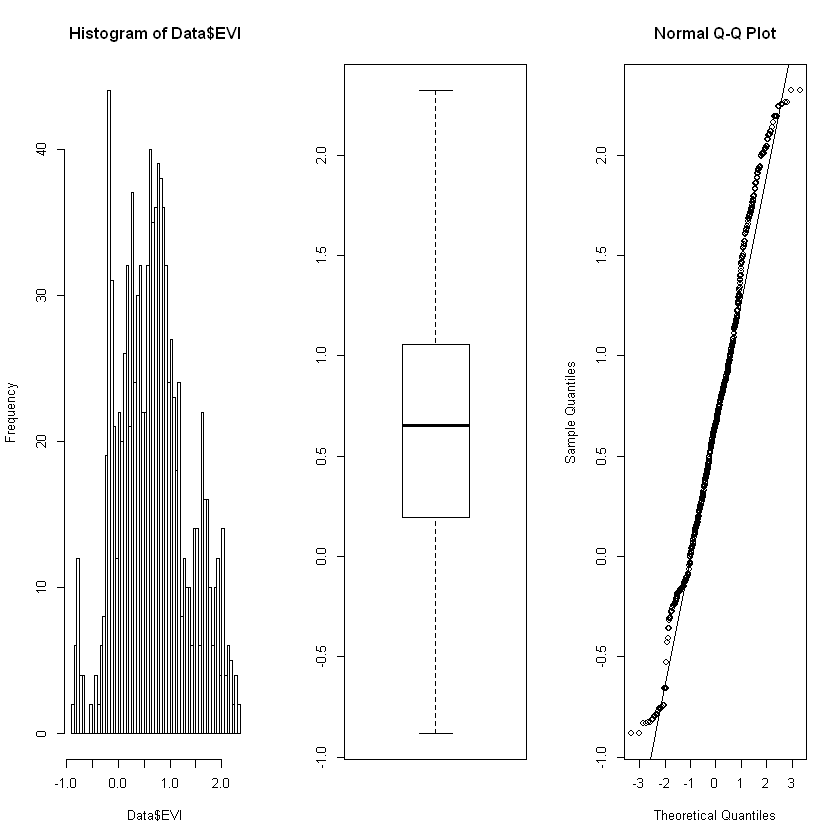 Histogram of Data$EVI
Frequency
40
30
20
10
0
-1.0 0.0 1.0 2.0
Data$EVI
2.0
1.5
1.0
0.5
0.0
-0.5
-1.0
Normal Q-Q Plot
Sample Quantiles
2.0
1.5
1.0
0.5
0.0
-0.5
-1.0
-3 -2 -1 0 1 2 3
Theoretical Quantiles